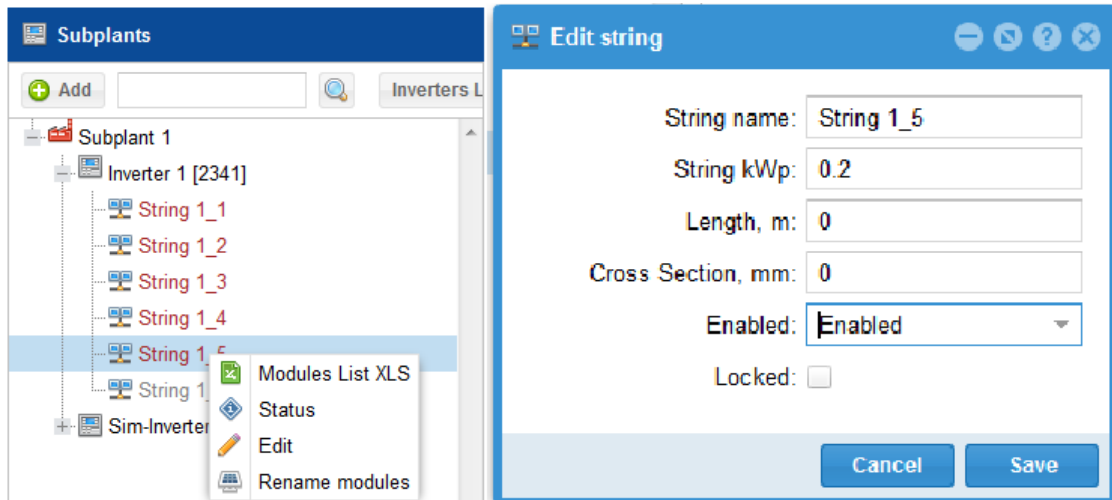 Subplants
Add
Inverters L
Subplant 1
Inverter 1 [2341]
String 1_1
String 1_2
String 1_3
String 1_4
String 1_5
String 1_
Sim-Inverter
Modules List XLS
Status
Edit
Rename modules
Edit string
String name: String 1_5
String kWp: 0.2
Length, m: 0
Cross Section, mm: 0
Enabled: Enabled
Locked:
Cancel Save